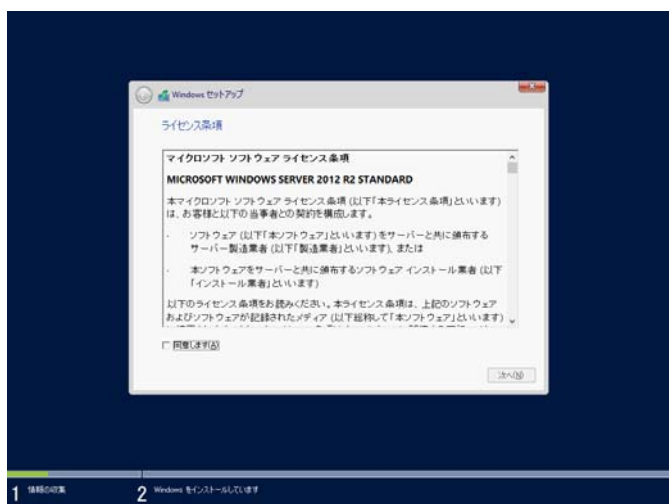 Windows セットアップ
ライセンス条項
マイクロソフト ソフトウェア ライセンス条項
MICROSOFT WINDOWS SERVER 2012 R2 STANDARD
本マイクロソフト ソフトウェア ライセンス条項 (以下「本ライセンス条項」といいます)
は、お客様と以下の当事者との契約を構成します。
· ソフトウェア (以下「本ソフトウェア」といいます) をサーバーと共に頒布する
サーバー製造業者 (以下「製造業者」といいます)、または
· 本ソフトウェアをサーバーと共に頒布するソフトウェア インストール業者 (以下
「インストール業者」といいます)
以下のライセンス条項をお読みください。本ライセンス条項は、上記のソフトウェア
およびソフトウェアが記録されたメディア (以下総称して「本ソフトウェア」といいます)
同意します(A)
次へ(N)
1 情報の収集
2 Windows をインストールしています